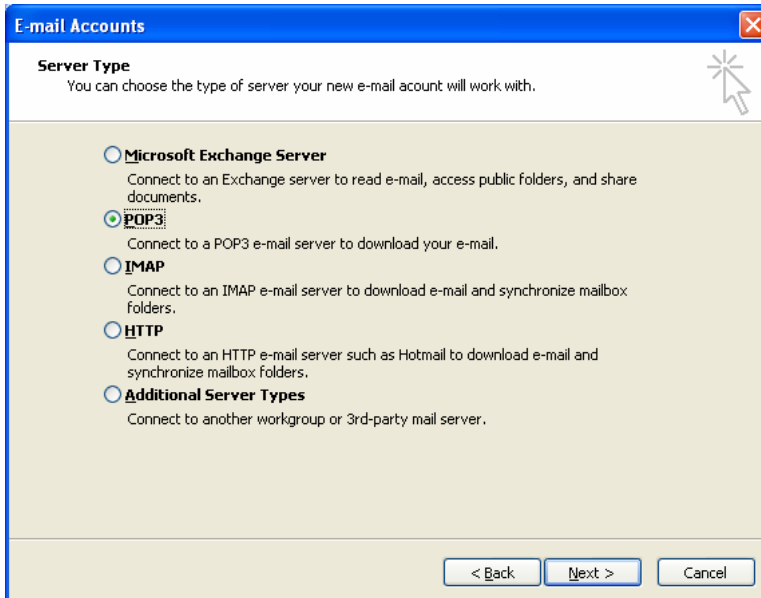 E-mail Accounts
Server Type
You can choose the type of server your new e-mail acount will work with.
Microsoft Exchange Server
Connect to an Exchange server to read e-mail, access public folders, and share
documents.
POP3
Connect to a POP3 e-mail server to download your e-mail.
IMAP
Connect to an IMAP e-mail server to download e-mail and synchronize mailbox
folders.
HTTP
Connect to an HTTP e-mail server such as Hotmail to download e-mail and
synchronize mailbox folders.
Additional Server Types
Connect to another workgroup or 3rd-party mail server.
< Back Next > Cancel